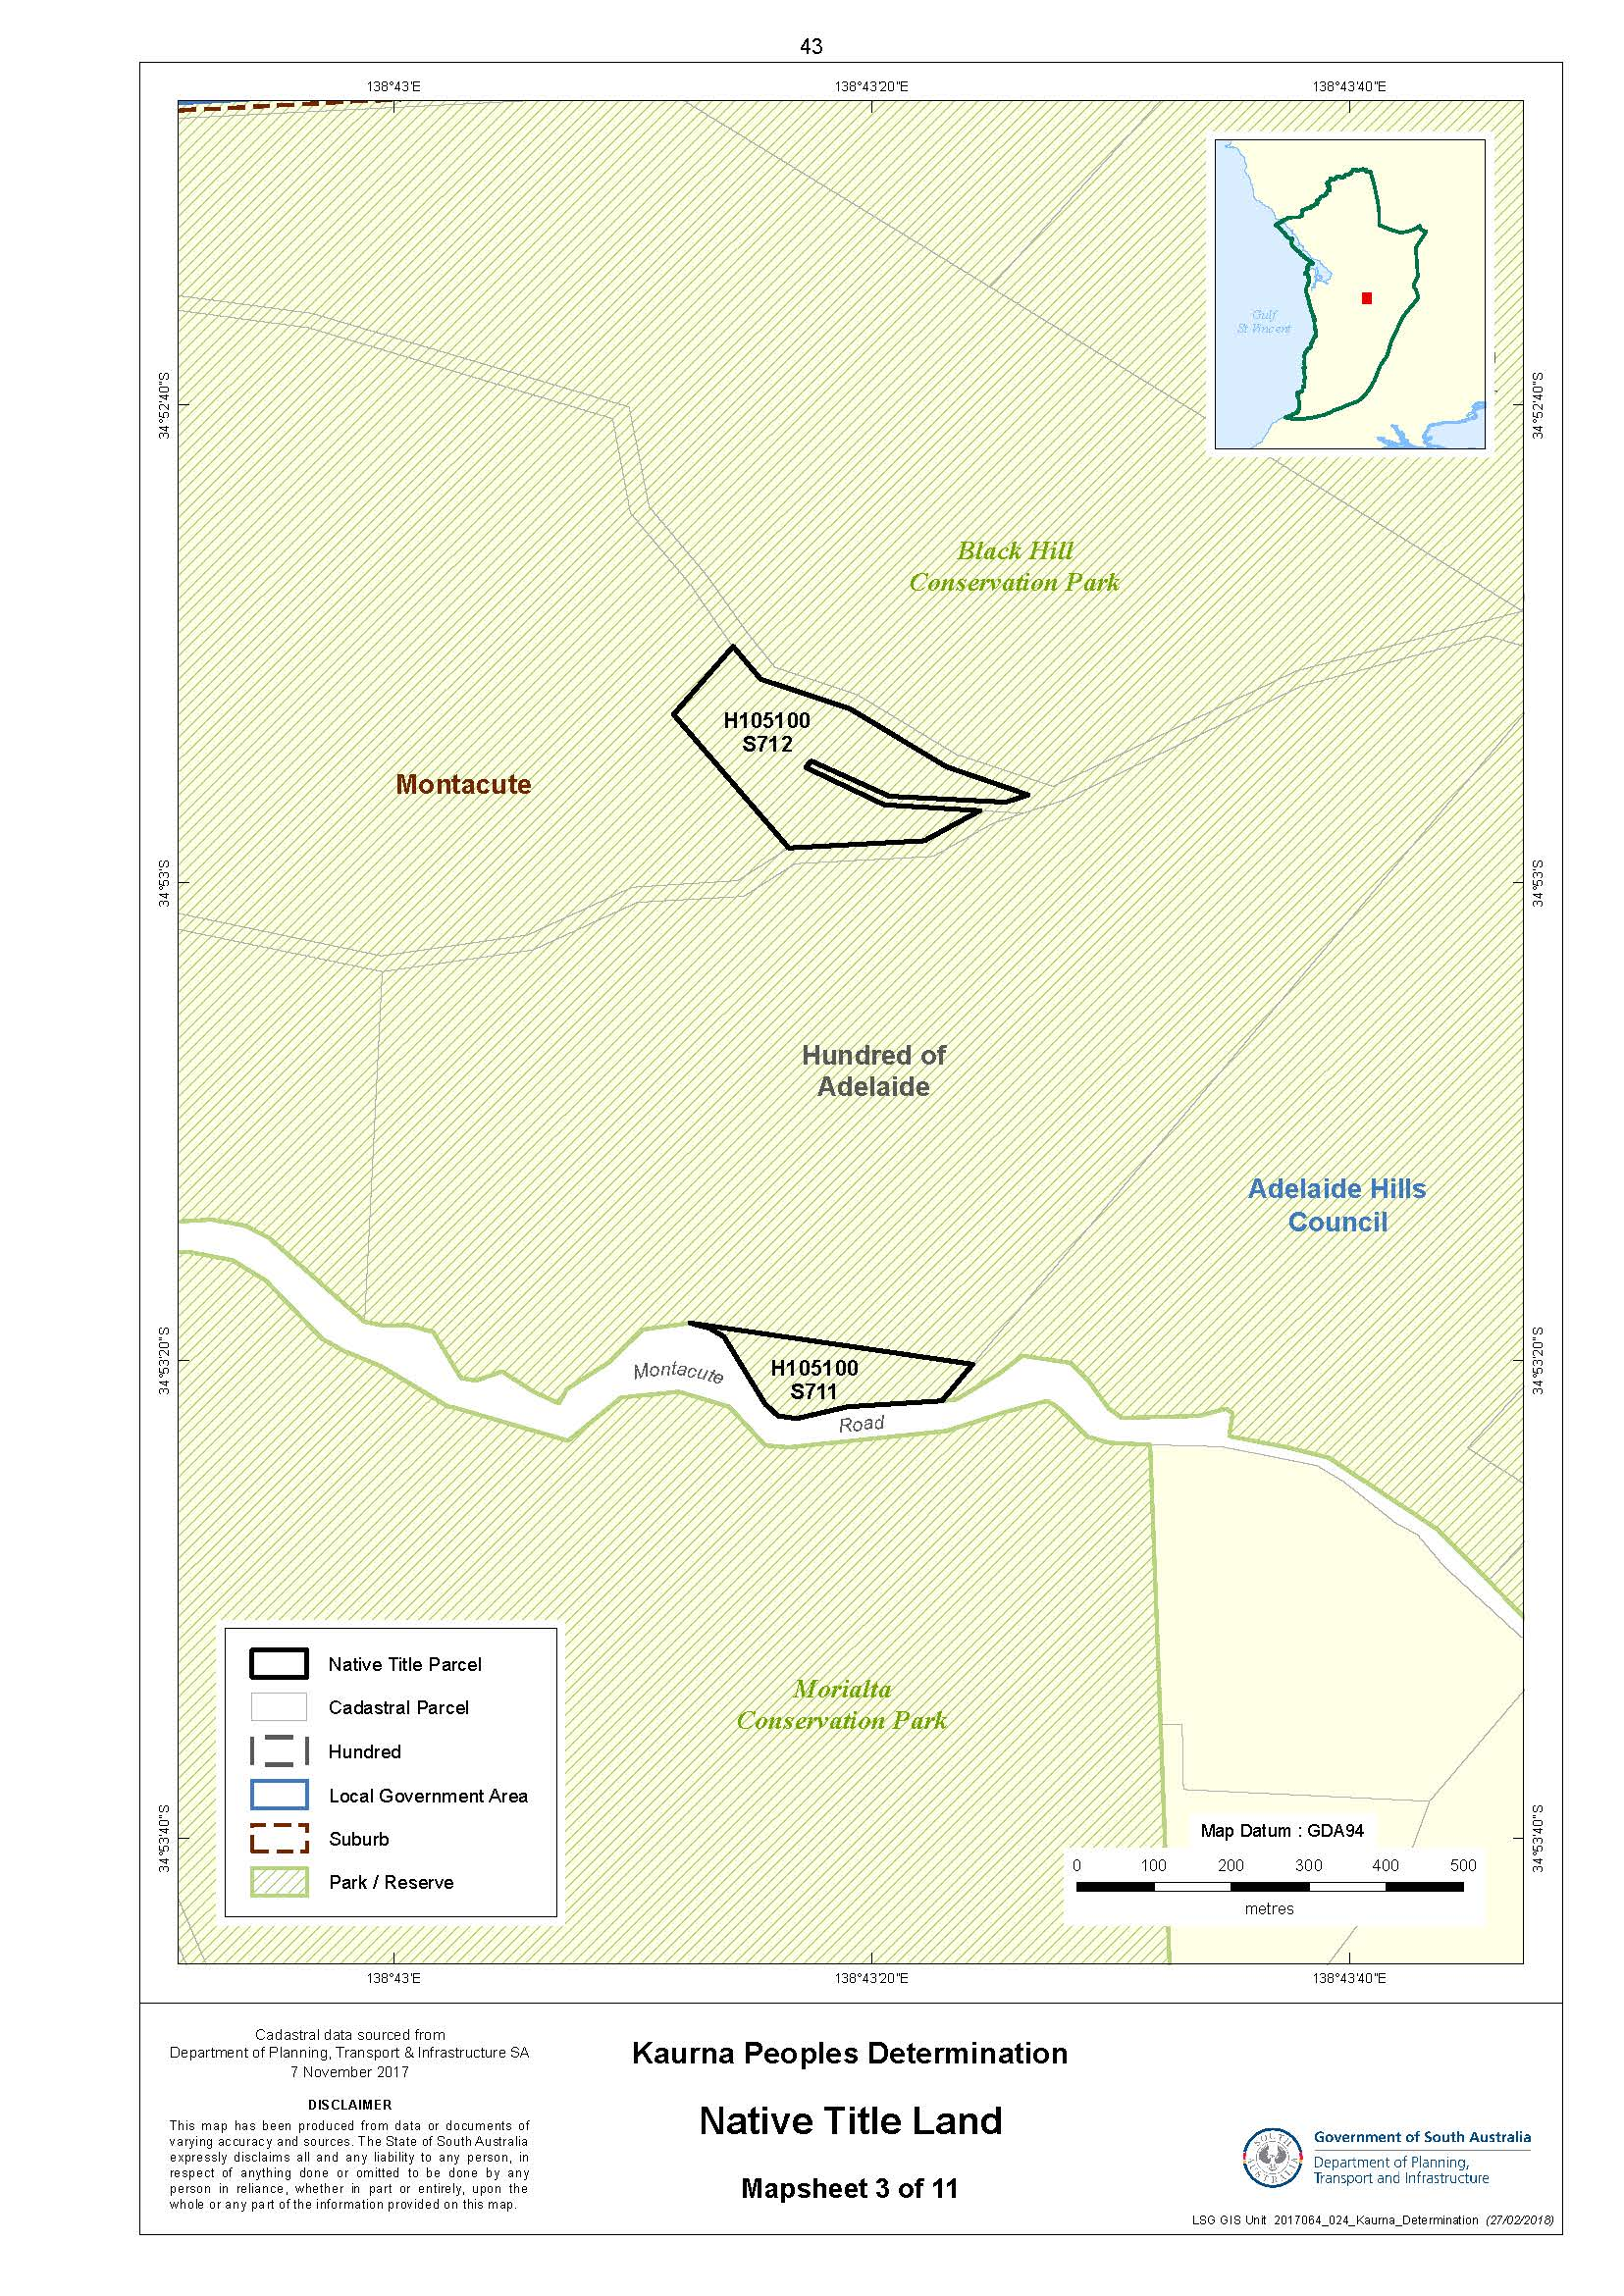 43
138°43'E
138°43'20"E
138°43'40"E
Gulf
St Vincent
34°52'40"S
34°52'40"S
Black Hill
Conservation Park
H105100
S712
Montacute
34°53'S
34°53'S
Hundred of
Adelaide
Adelaide Hills
Council
34°53'20"S
34°53'20"S
H105100
S711
Montacute
Road
Native Title Parcel
Cadastral Parcel
Hundred
Local Government Area
Suburb
Park / Reserve
Morialta
Conservation Park
34°53'40"S
34°53'40"S
Map Datum : GDA94
0 100 200 300 400 500
metres
138°43'E
138°43'20"E
138°43'40"E
Cadastral data sourced from
Department of Planning, Transport & Infrastructure SA
7 November 2017
DISCLAIMER
This map has been produced from data or documents of
varying accuracy and sources. The State of South Australia
expressly disclaims all and any liability to any person, in
respect of anything done or omitted to be done by any
person in reliance, whether in part or entirely, upon the
whole or any part of the information provided on this map.
Kaurna Peoples Determination
Native Title Land
Mapsheet 3 of 11
SOUTH
AUSTRALIA
Government of South Australia
Department of Planning,
Transport and Infrastructure
LSG GIS Unit 2017064_024_Kaurna_Determination (27/02/2018)